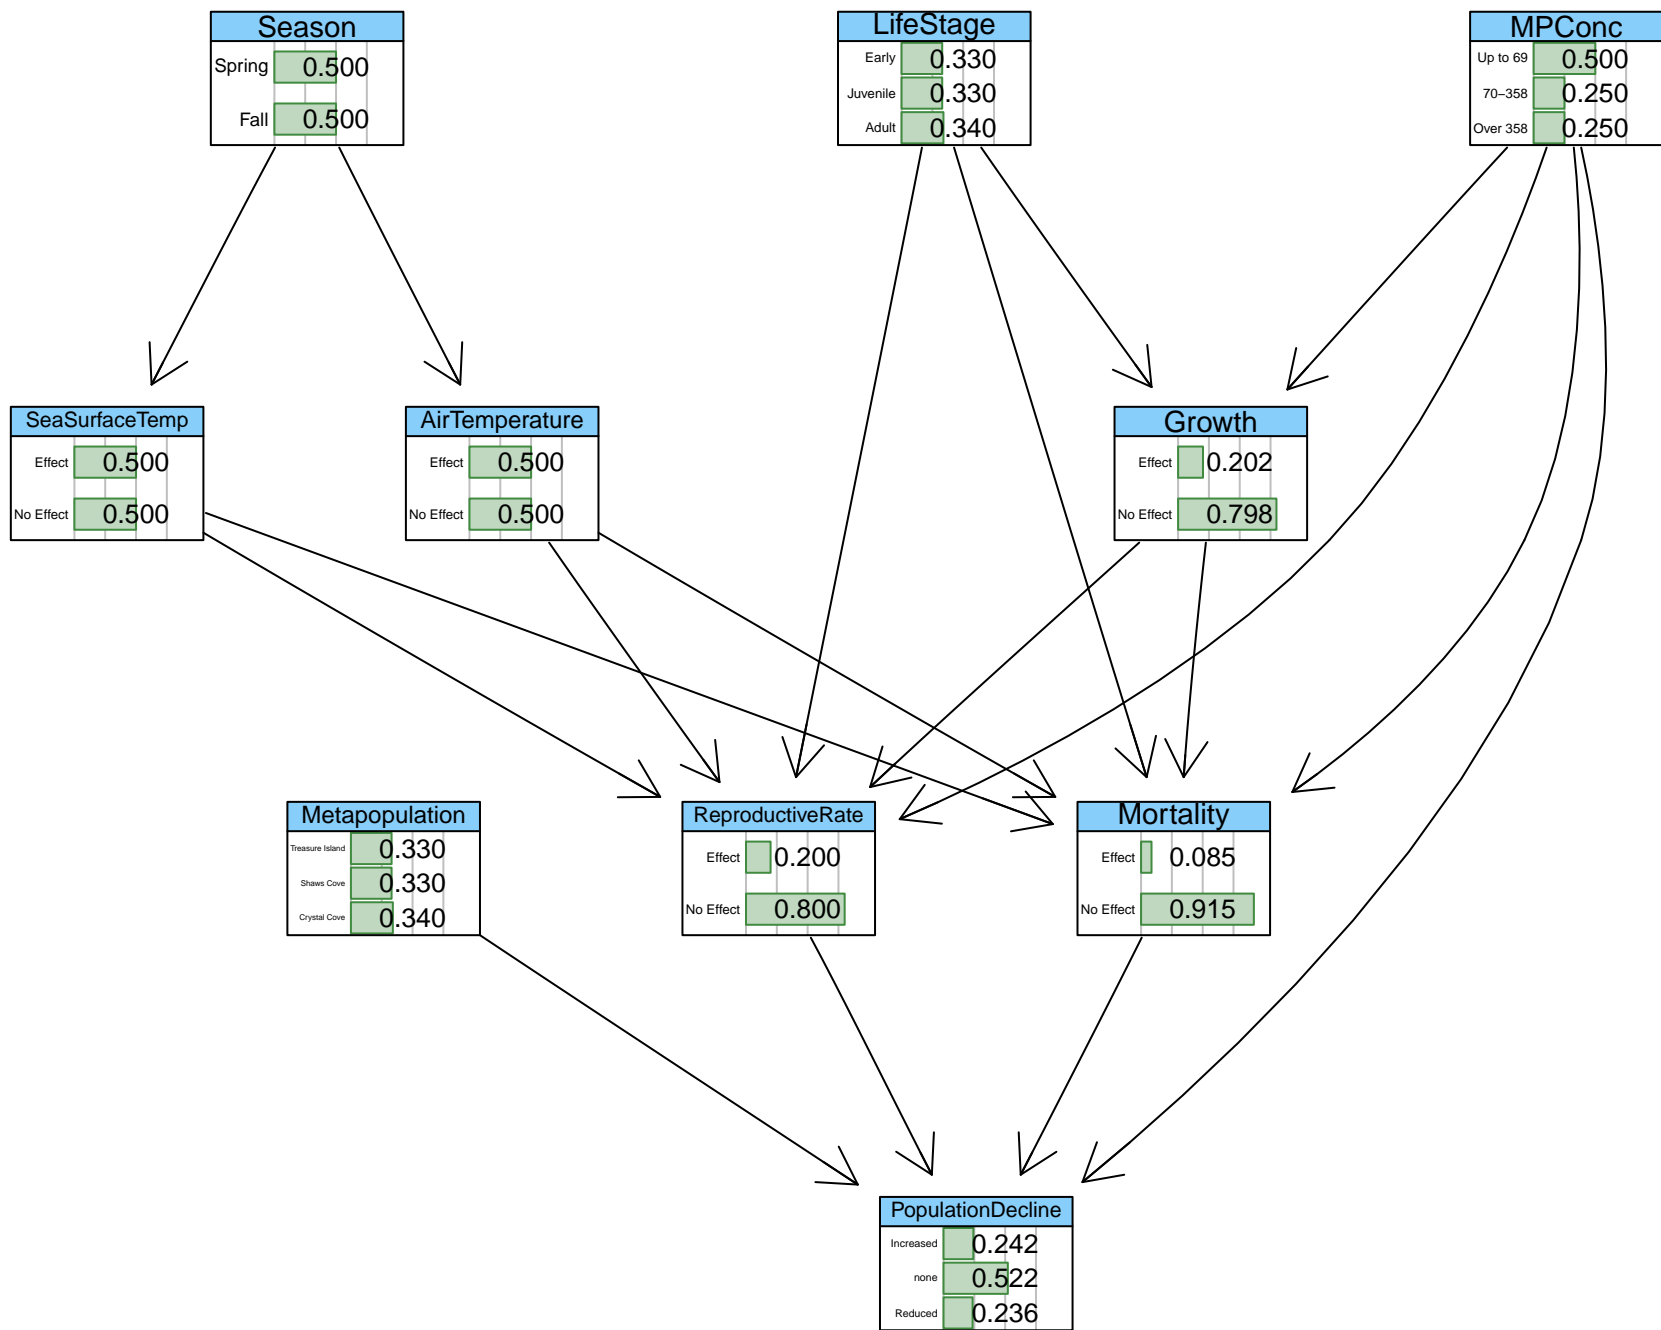 Season
Spring 0.500
Fall 0.500
LifeStage
Early 0.330
Juvenile 0.330
Adult 0.340
MPConc
Up to 69 0.500
70–358 0.250
Over 358 0.250
SeaSurfaceTemp
Effect 0.500
No Effect 0.500
AirTemperature
Effect 0.500
No Effect 0.500
Growth
Effect 0.202
No Effect 0.798
Metapopulation
Treasure Island 0.330
Shaws Cove 0.330
Crystal Cove 0.340
ReproductiveRate
Effect 0.200
No Effect 0.800
Mortality
Effect 0.085
No Effect 0.915
PopulationDecline
Increased 0.242
none 0.522
Reduced 0.236